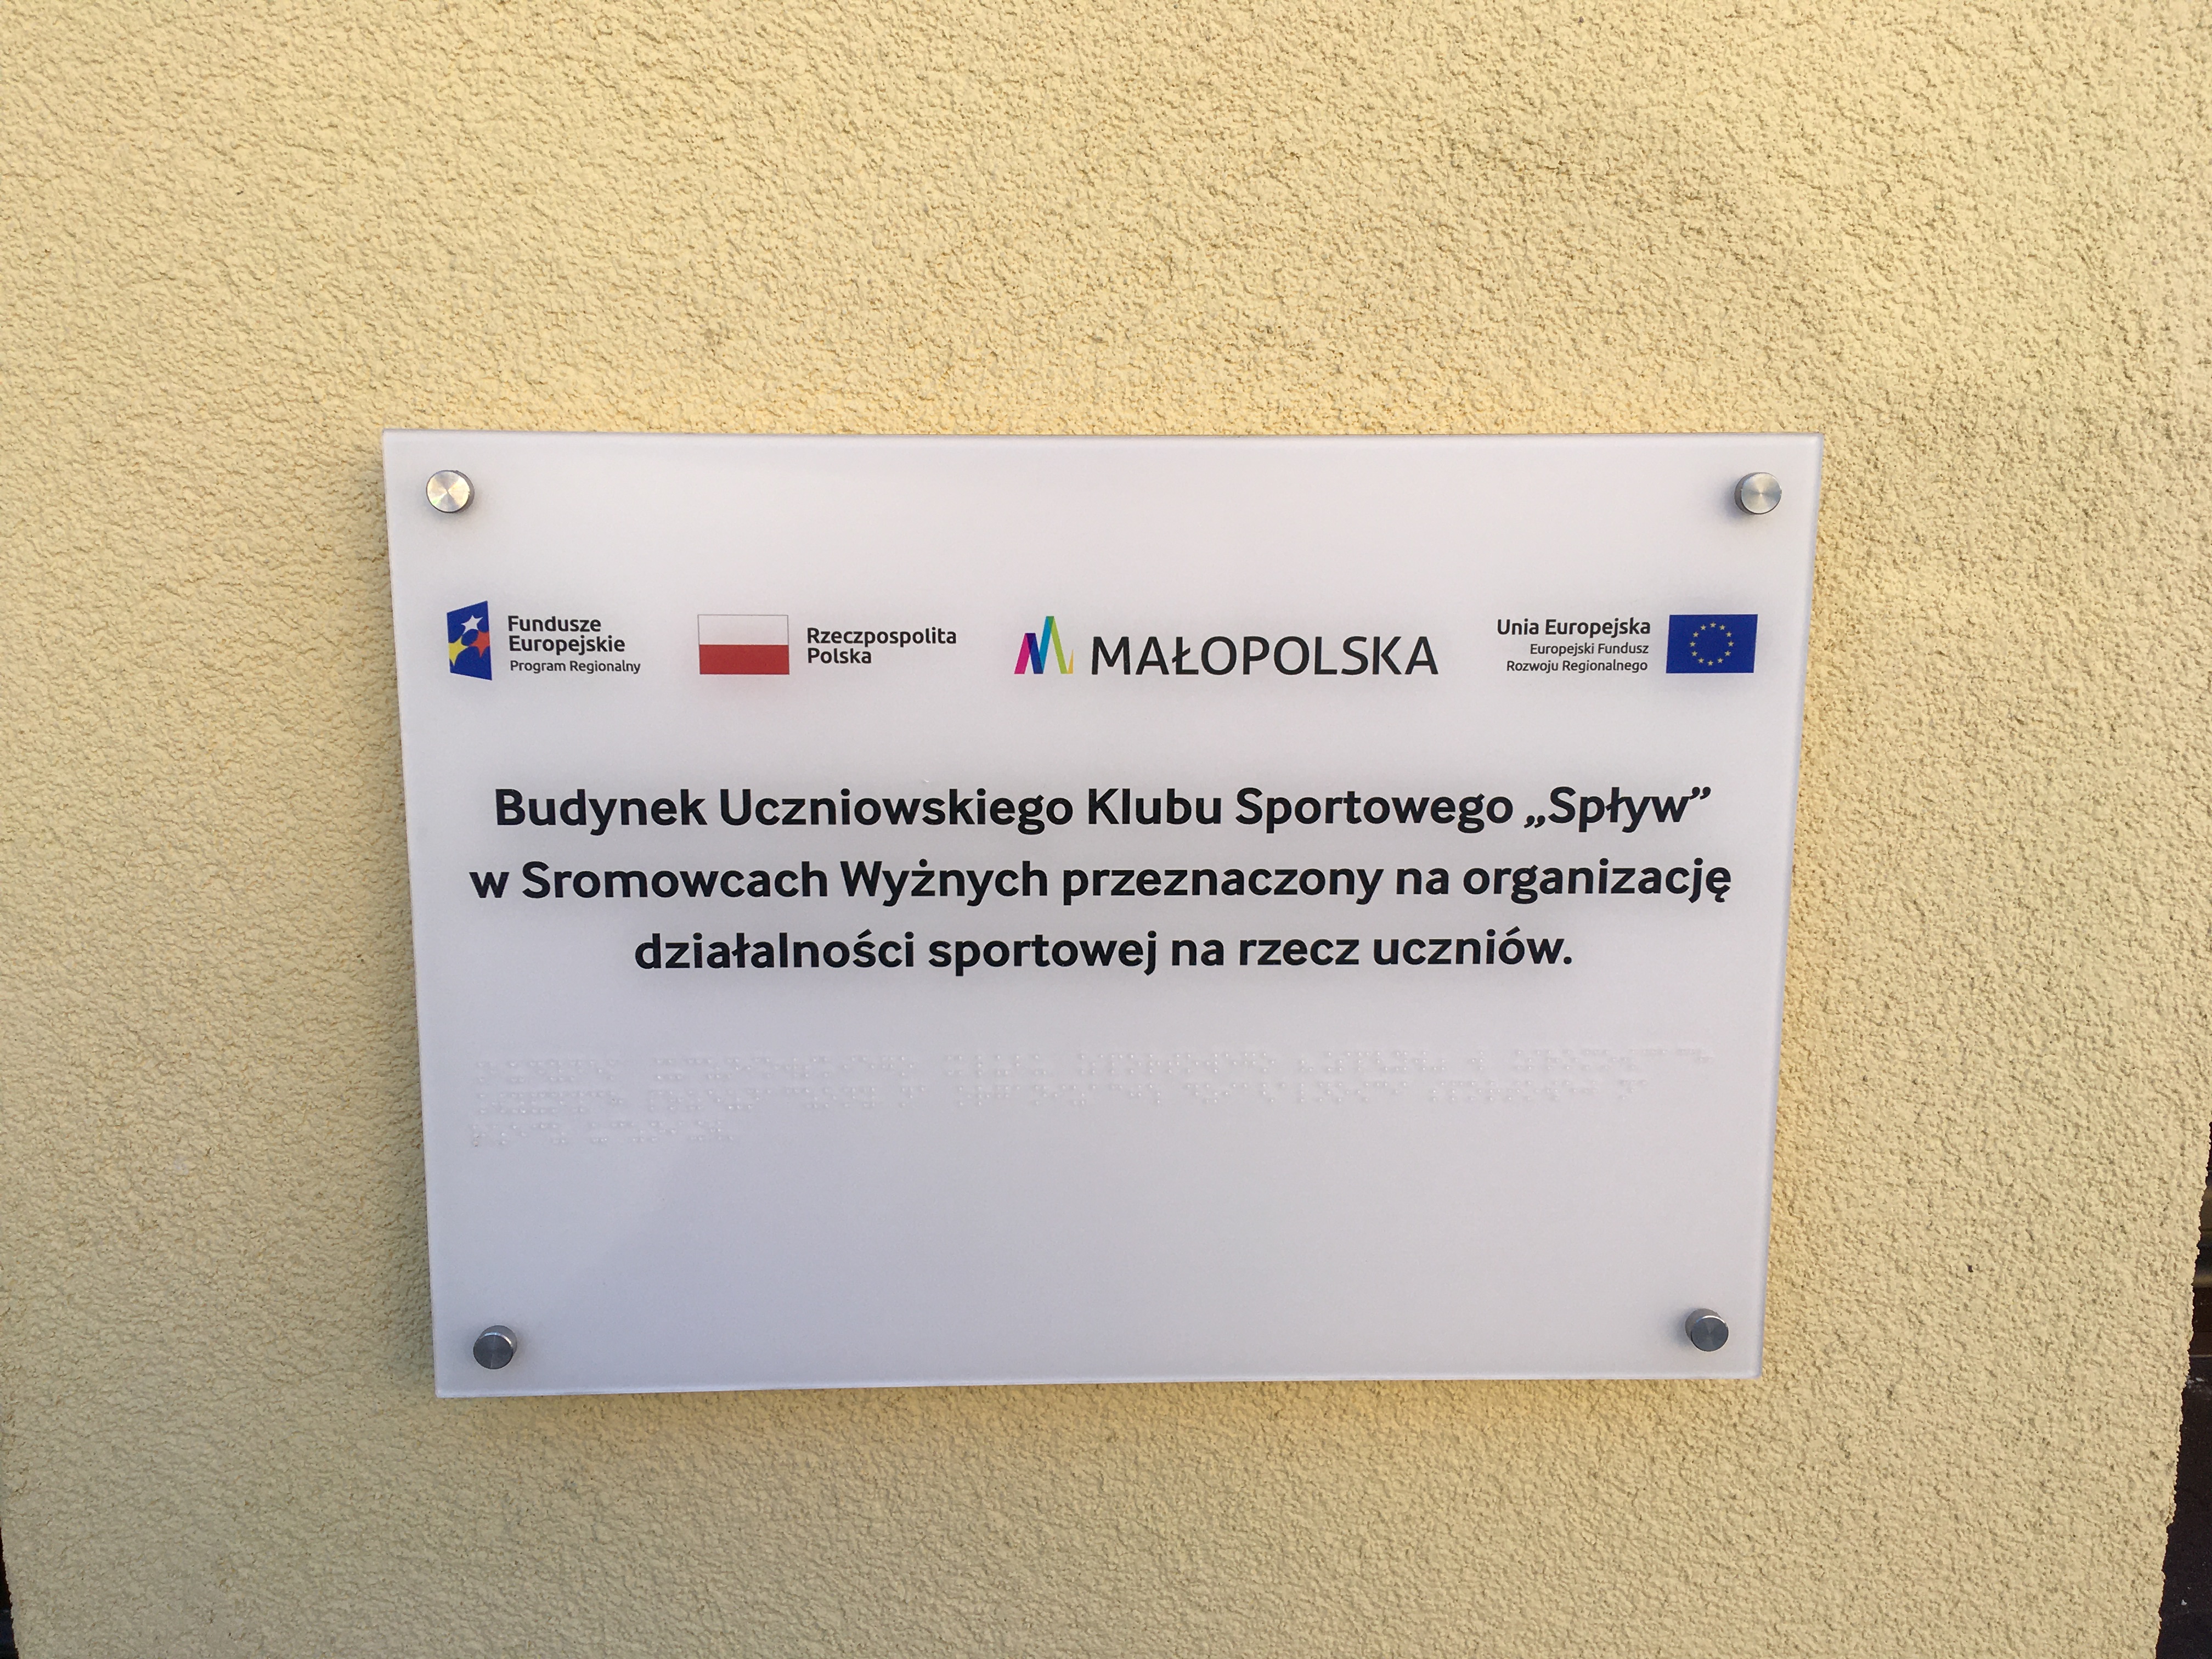 Fundusze
Europejskie
Program Regionalny
Rzeczpospolita
Polska
MAŁOPOLSKA
Unia Europejska
Europejski Fundusz
Rozwoju Regionalnego
Budynek Uczniowskiego Klubu Sportowego „Spływ”
w Sromowcach Wyżnych przeznaczony na organizację
działalności sportowej na rzecz uczniów.